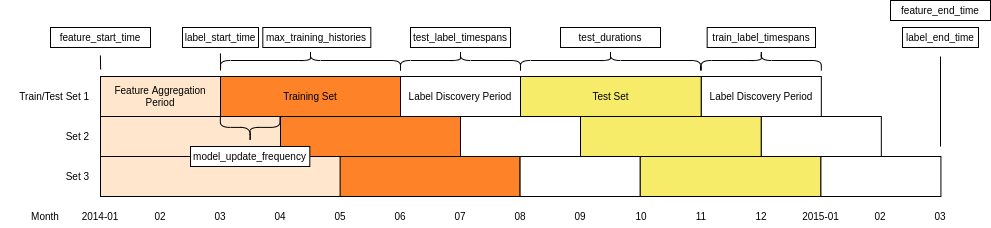 feature_end_time
feature_start_time
label_start_time
max_training_histories
test_label_timespans
test_durations
train_label_timespans
label_end_time
Train/Test Set 1
Feature Aggregation
Period
Training Set
Label Discovery Period
Test Set
Label Discovery Period
Set 2
model_update_frequency
Set 3
Month
2014-01
02
03
04
05
06
07
08
09
10
11
12
2015-01
02
03